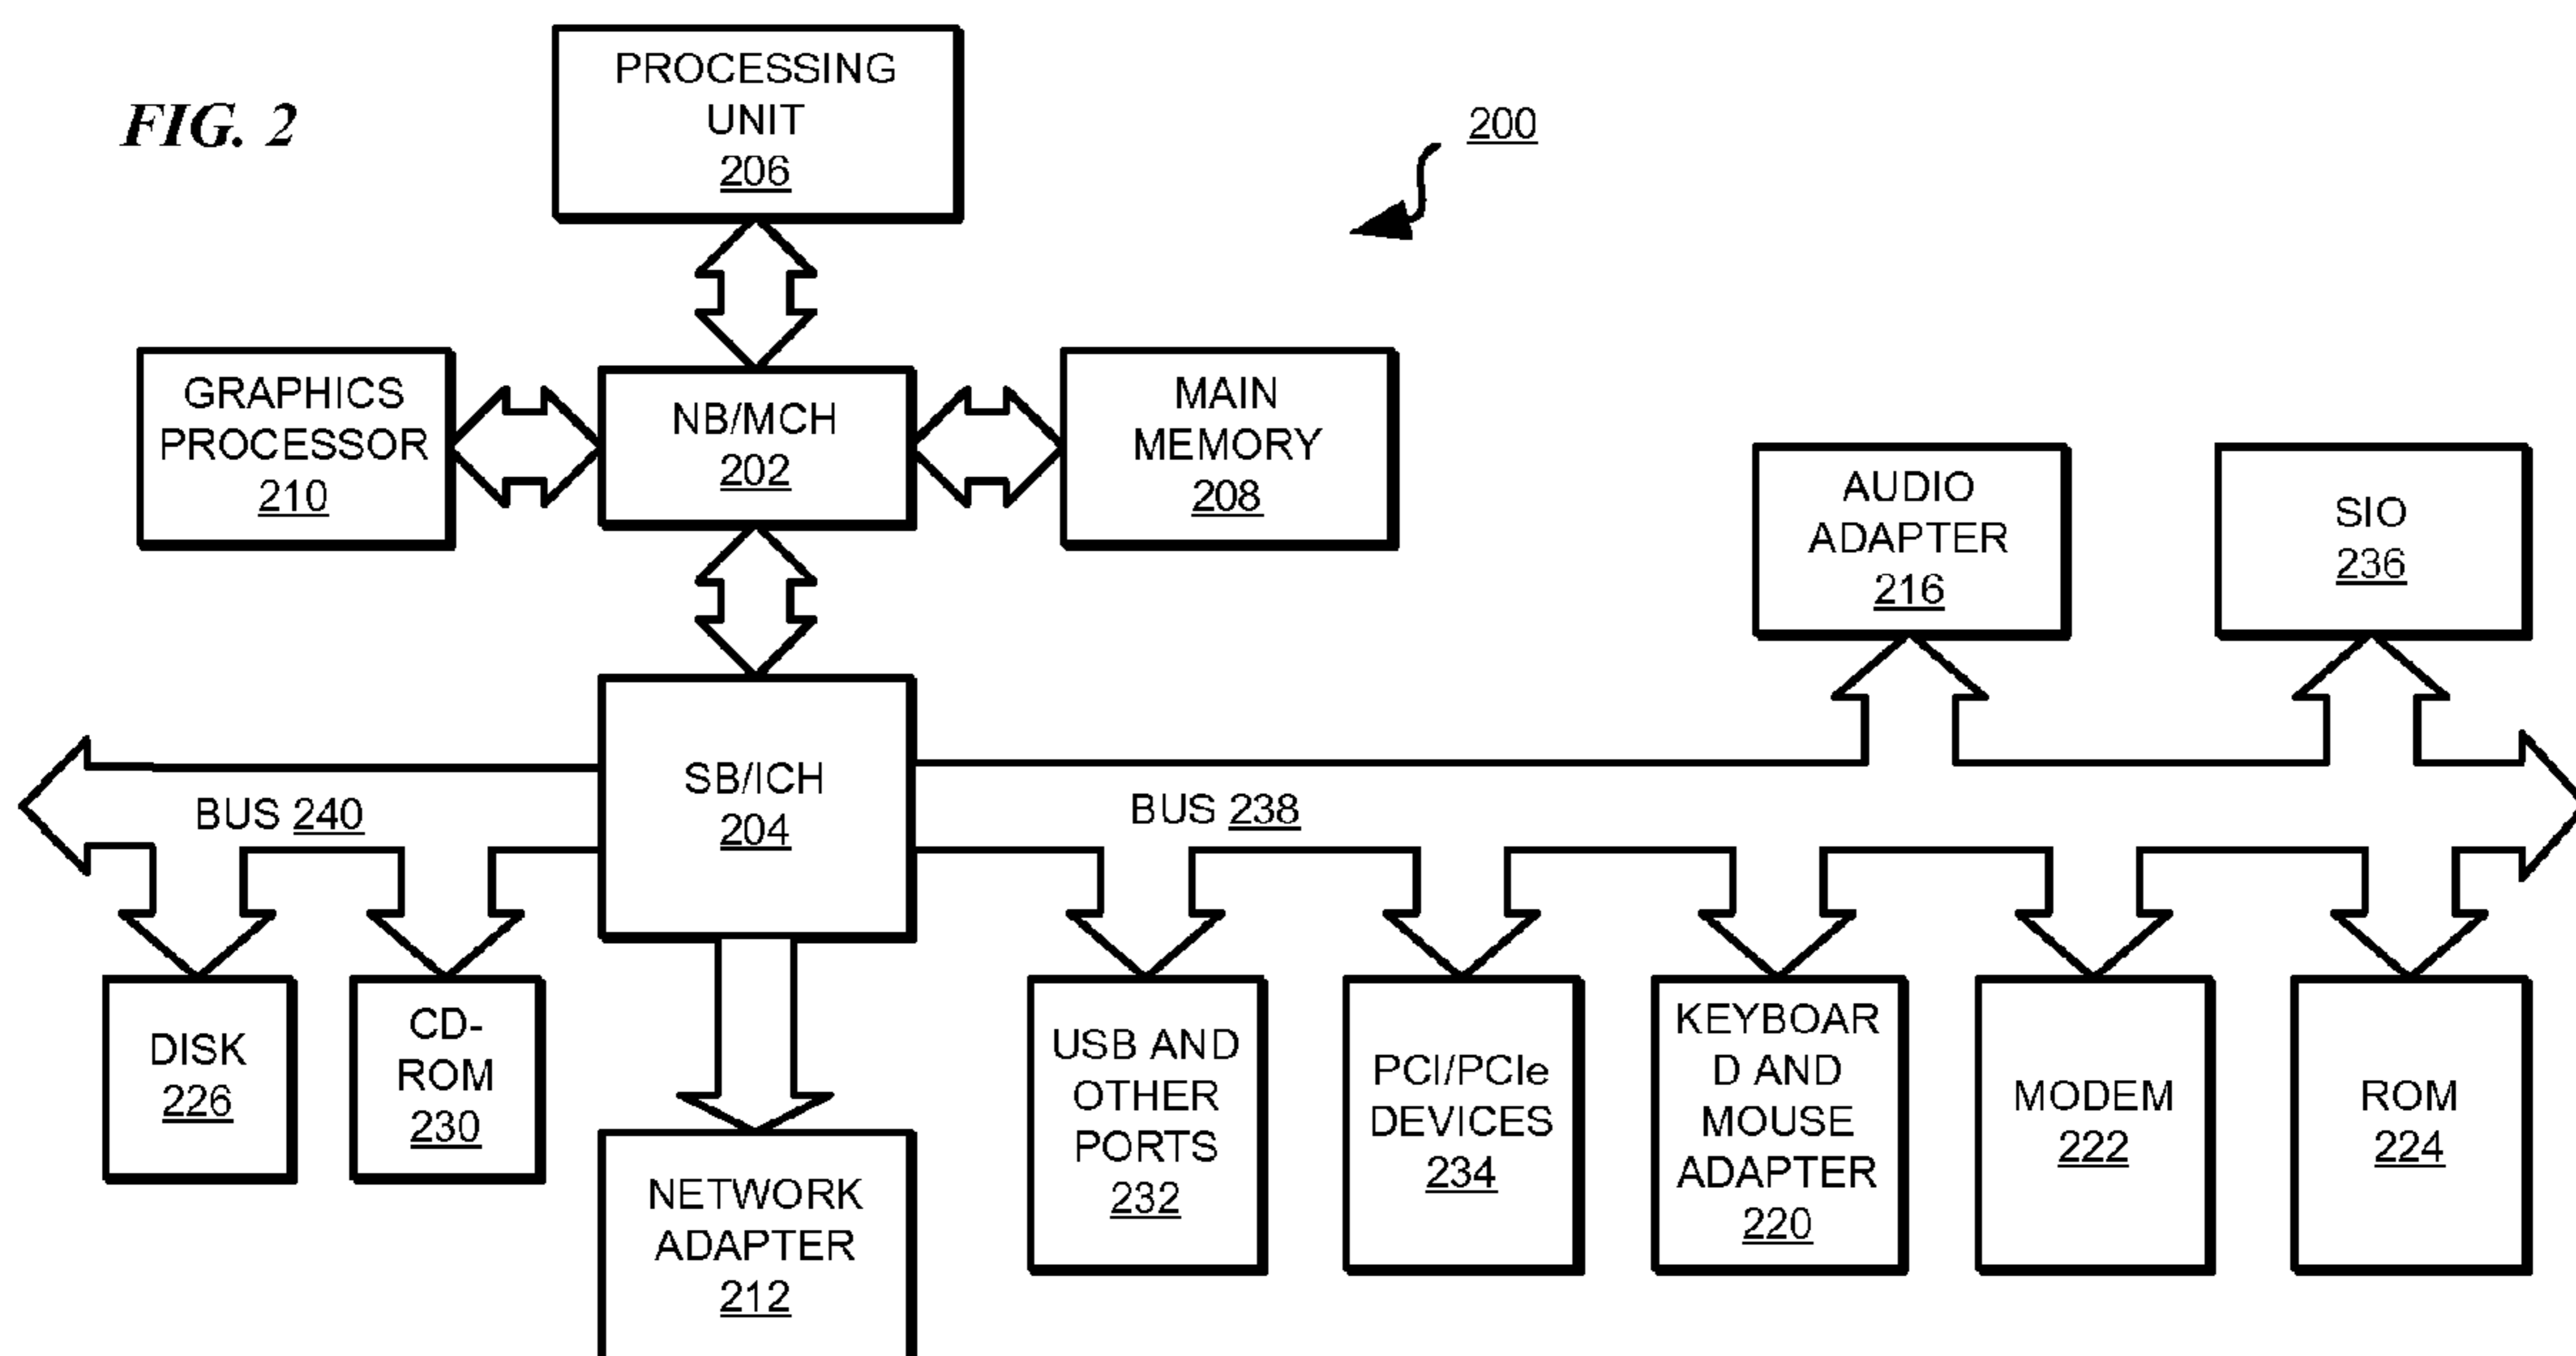 FIG. 2
PROCESSING
UNIT
206
200
GRAPHICS
PROCESSOR
210
NB/MCH
202
MAIN
MEMORY
208
AUDIO
ADAPTER
216
SIO
236
SB/ICH
204
BUS 240
BUS 238
DISK
226
CD-
ROM
230
NETWORK
ADAPTER
212
USB AND
OTHER
PORTS
232
PCI/PCIe
DEVICES
234
KEYBOAR
D AND
MOUSE
ADAPTER
220
MODEM
222
ROM
224